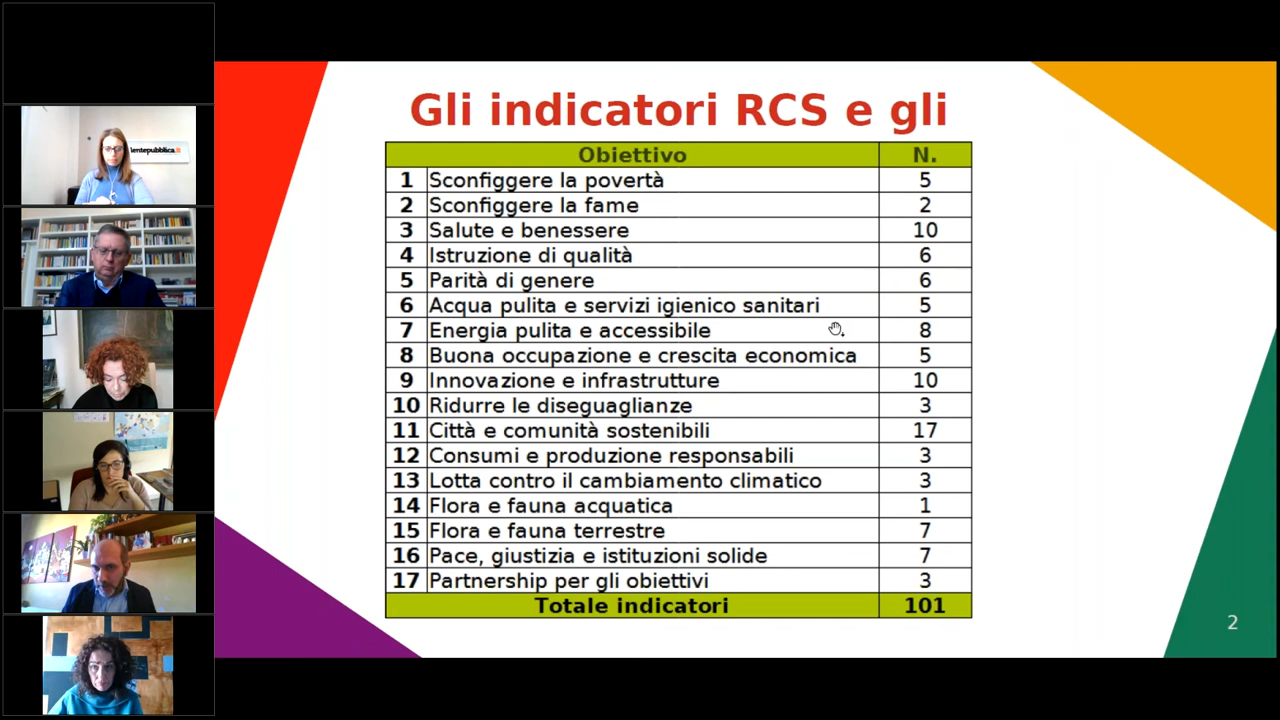 lentepubblica.it
Gli indicatori RCS e gli
Obiettivo N.
1 Sconfiggere la povertà 5
2 Sconfiggere la fame 2
3 Salute e benessere 10
4 Istruzione di qualità 6
5 Parità di genere 6
6 Acqua pulita e servizi igienico sanitari 5
7 Energia pulita e accessibile 8
8 Buona occupazione e crescita economica 5
9 Innovazione e infrastrutture 10
10 Ridurre le diseguaglianze 3
11 Città e comunità sostenibili 17
12 Consumi e produzione responsabili 3
13 Lotta contro il cambiamento climatico 3
14 Flora e fauna acquatica 1
15 Flora e fauna terrestre 7
16 Pace, giustizia e istituzioni solide 7
17 Partnership per gli obiettivi 3
Totale indicatori 101
2